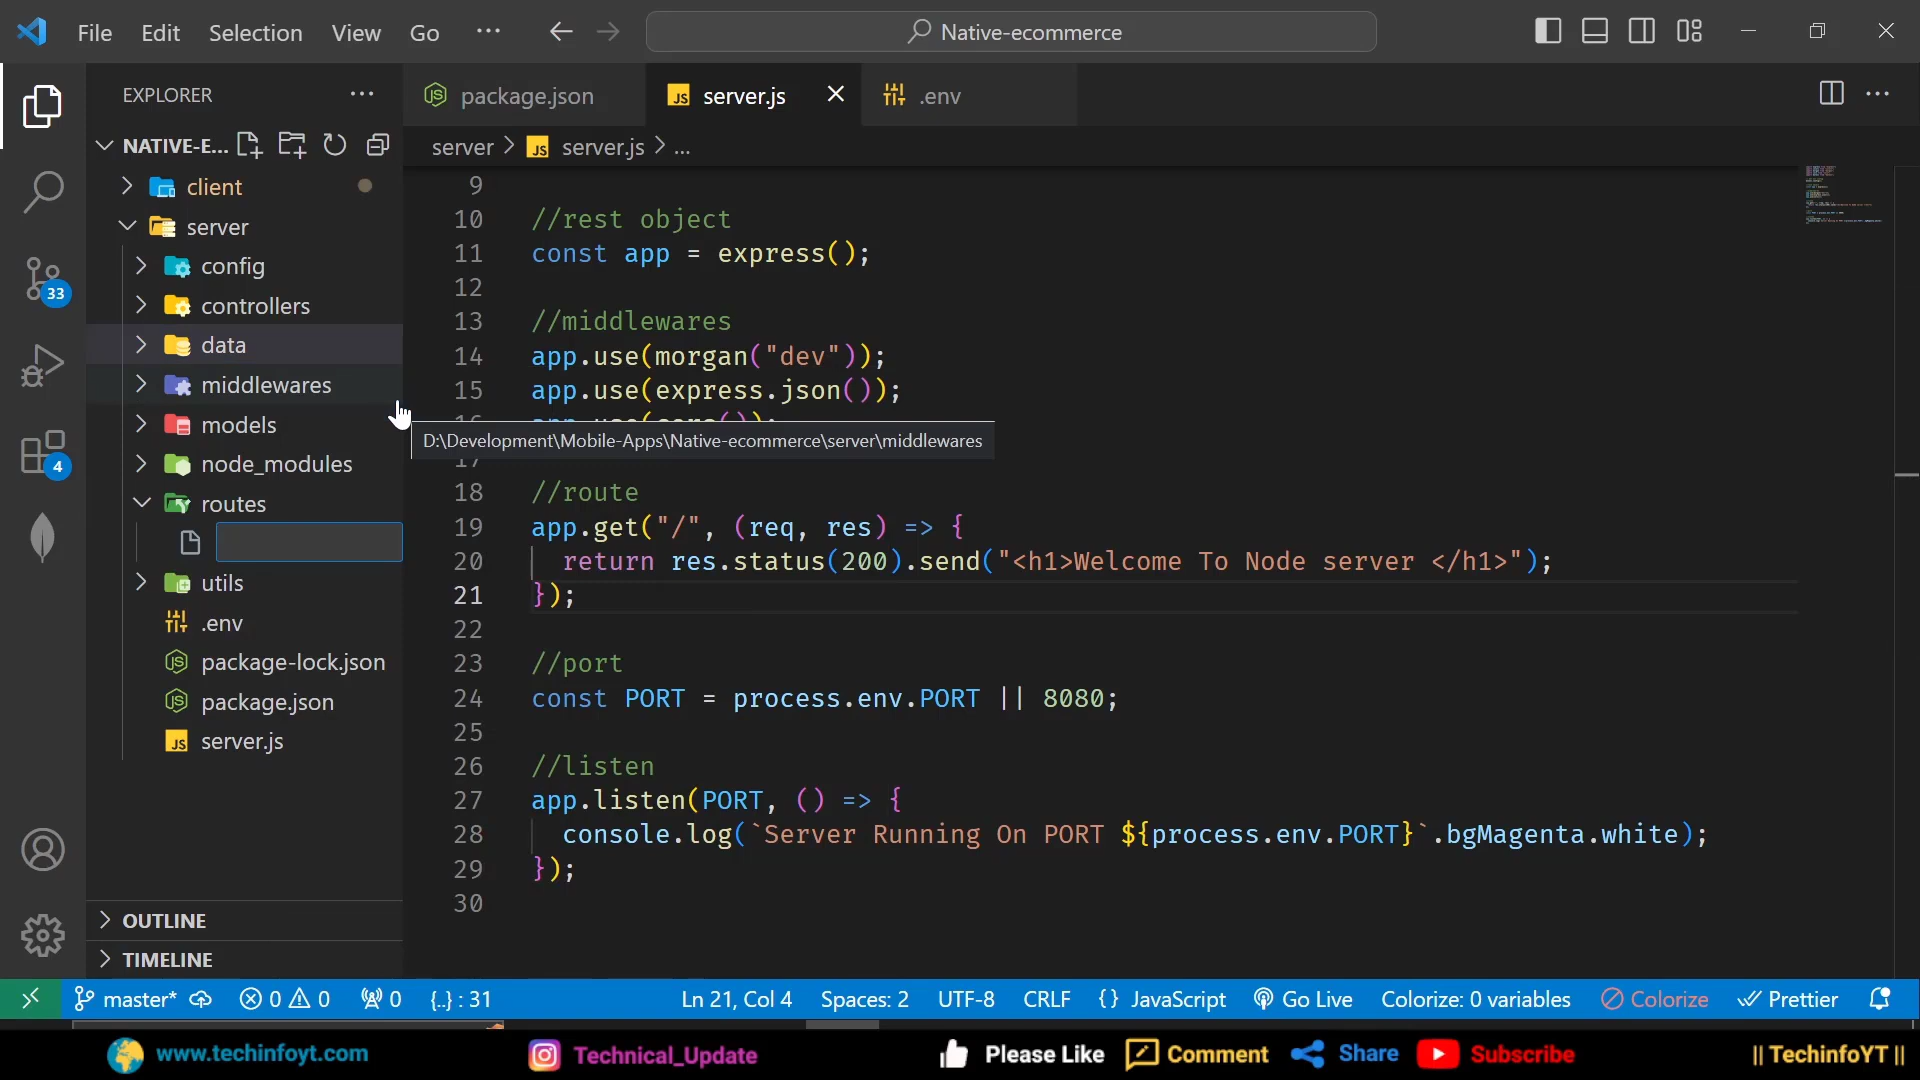 File Edit Selection View Go ... Native-ecommerce
EXPLORER ...
package.json
server.js
.env
NATIVE-E...
server > JS server.js > ...
client
server
config
controllers
data
middlewares
models
node_modules
routes
utils
.env
package-lock.json
package.json
JS server.js
OUTLINE
TIMELINE
33
4
9
10 //rest object
11 const app = express();
12
13 //middlewares
14 app.use(morgan("dev"));
15 app.use(express.json());
D:\Development\Mobile-Apps\Native-ecommerce\server\middlewares
18 //route
19 app.get("/", (req, res) => {
20 return res.status(200).send("<h1>Welcome To Node server </h1>");
21 });
22
23 //port
24 const PORT = process.env.PORT || 8080;
25
26 //listen
27 app.listen(PORT, () => {
28 console.log(`Server Running On PORT ${process.env.PORT}`.bgMagenta.white);
29 });
30
master* 0 0 0 {..} : 31 Ln 21, Col 4 Spaces: 2 UTF-8 CRLF {} JavaScript Go Live Colorize: 0 variables Colorize Prettier
www.techinfoyt.com Technical_Update Please Like Comment Share Subscribe || TechinfoYT ||